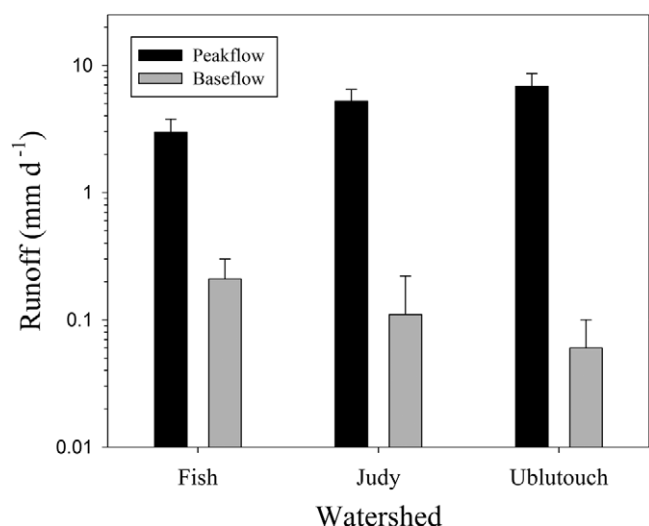 Peakflow
Baseflow
10
1
0.1
0.01
Runoff (mm d⁻¹)
Fish Judy Ublutouch
Watershed